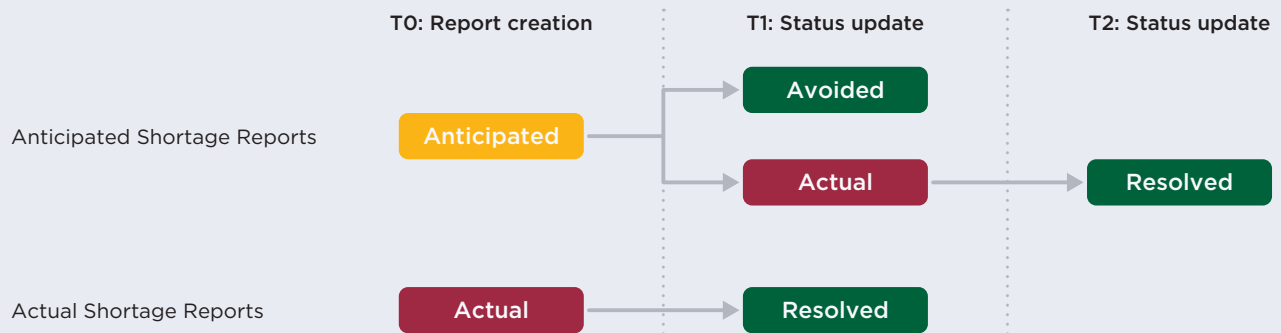 T0: Report creation
T1: Status update
T2: Status update
Avoided
Anticipated Shortage Reports
Anticipated
Actual
Resolved
Actual Shortage Reports
Actual
Resolved